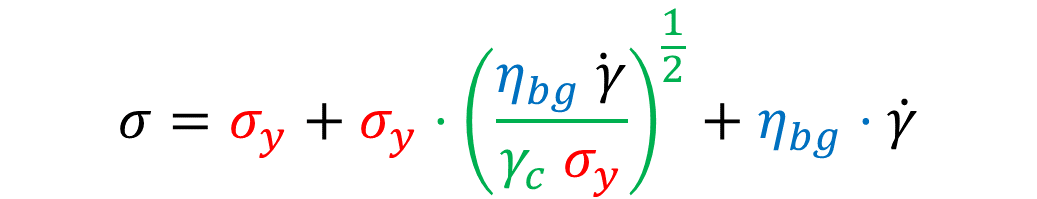 σ = σ_y + σ_y · (η_bg γ̇ / γ_c σ_y)^(1/2) + η_bg · γ̇